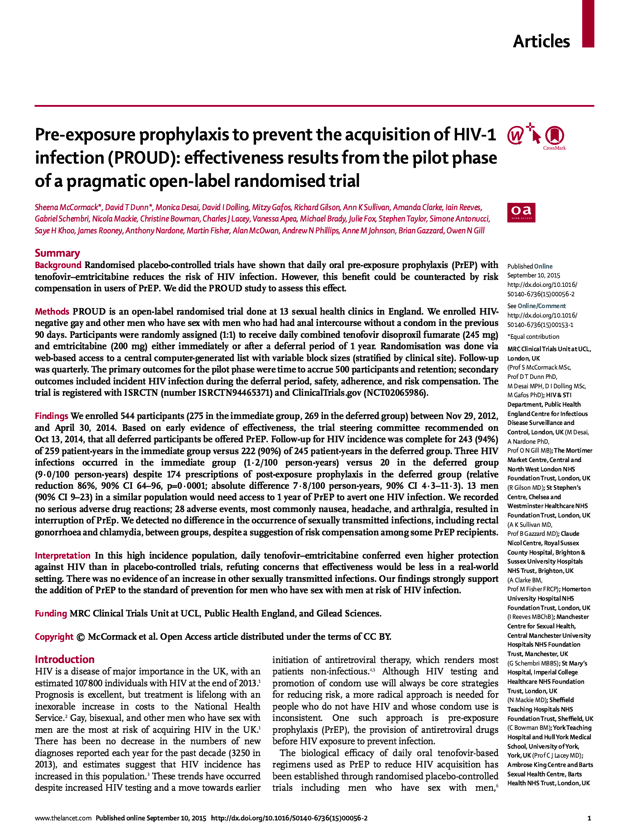 Articles
Pre-exposure prophylaxis to prevent the acquisition of HIV-1
infection (PROUD): effectiveness results from the pilot phase
of a pragmatic open-label randomised trial
CrossMark
Sheena McCormack*, David T Dunn*, Monica Desai, David I Dolling, Mitzy Gafos, Richard Gilson, Ann K Sullivan, Amanda Clarke, Iain Reeves,
Gabriel Schembri, Nicola Mackie, Christine Bowman, Charles J Lacey, Vanessa Apea, Michael Brady, Julie Fox, Stephen Taylor, Simone Antonucci,
Saye H Khoo, James Rooney, Anthony Nardone, Martin Fisher, Alan McOwan, Andrew N Phillips, Anne M Johnson, Brian Gazzard, Owen N Gill
oa
Summary
Background Randomised placebo-controlled trials have shown that daily oral pre-exposure prophylaxis (PrEP) with
tenofovir–emtricitabine reduces the risk of HIV infection. However, this benefit could be counteracted by risk
compensation in users of PrEP. We did the PROUD study to assess this effect.
Methods PROUD is an open-label randomised trial done at 13 sexual health clinics in England. We enrolled HIV-
negative gay and other men who have sex with men who had had anal intercourse without a condom in the previous
90 days. Participants were randomly assigned (1:1) to receive daily combined tenofovir disoproxil fumarate (245 mg)
and emtricitabine (200 mg) either immediately or after a deferral period of 1 year. Randomisation was done via
web-based access to a central computer-generated list with variable block sizes (stratified by clinical site). Follow-up
was quarterly. The primary outcomes for the pilot phase were time to accrue 500 participants and retention; secondary
outcomes included incident HIV infection during the deferral period, safety, adherence, and risk compensation. The
trial is registered with ISRCTN (number ISRCTN94465371) and ClinicalTrials.gov (NCT02065986).
Findings We enrolled 544 participants (275 in the immediate group, 269 in the deferred group) between Nov 29, 2012,
and April 30, 2014. Based on early evidence of effectiveness, the trial steering committee recommended on
Oct 13, 2014, that all deferred participants be offered PrEP. Follow-up for HIV incidence was complete for 243 (94%)
of 259 patient-years in the immediate group versus 222 (90%) of 245 patient-years in the deferred group. Three HIV
infections occurred in the immediate group (1·2/100 person-years) versus 20 in the deferred group
(9·0/100 person-years) despite 174 prescriptions of post-exposure prophylaxis in the deferred group (relative
reduction 86%, 90% CI 64–96, p=0·0001; absolute difference 7·8/100 person-years, 90% CI 4·3–11·3). 13 men
(90% CI 9–23) in a similar population would need access to 1 year of PrEP to avert one HIV infection. We recorded
no serious adverse drug reactions; 28 adverse events, most commonly nausea, headache, and arthralgia, resulted in
interruption of PrEp. We detected no difference in the occurrence of sexually transmitted infections, including rectal
gonorrhoea and chlamydia, between groups, despite a suggestion of risk compensation among some PrEP recipients.
Interpretation In this high incidence population, daily tenofovir–emtricitabine conferred even higher protection
against HIV than in placebo-controlled trials, refuting concerns that effectiveness would be less in a real-world
setting. There was no evidence of an increase in other sexually transmitted infections. Our findings strongly support
the addition of PrEP to the standard of prevention for men who have sex with men at risk of HIV infection.
Funding MRC Clinical Trials Unit at UCL, Public Health England, and Gilead Sciences.
Copyright © McCormack et al. Open Access article distributed under the terms of CC BY.
Introduction
HIV is a disease of major importance in the UK, with an
estimated 107 800 individuals with HIV at the end of 2013.1
Prognosis is excellent, but treatment is lifelong with an
inexorable increase in costs to the National Health
Service.2 Gay, bisexual, and other men who have sex with
men are the most at risk of acquiring HIV in the UK.1
There has been no decrease in the numbers of new
diagnoses reported each year for the past decade (3250 in
2013), and estimates suggest that HIV incidence has
increased in this population.3 These trends have occurred
despite increased HIV testing and a move towards earlier
initiation of antiretroviral therapy, which renders most
patients non-infectious.4,5 Although HIV testing and
promotion of condom use will always be core strategies
for reducing risk, a more radical approach is needed for
people who do not have HIV and whose condom use is
inconsistent. One such approach is pre-exposure
prophylaxis (PrEP), the provision of antiretroviral drugs
before HIV exposure to prevent infection.
The biological efficacy of daily oral tenofovir-based
regimens used as PrEP to reduce HIV acquisition has
been established through randomised placebo-controlled
trials including men who have sex with men,6
Published Online
September 10, 2015
http://dx.doi.org/10.1016/
S0140-6736(15)00056-2
See Online/Comment
http://dx.doi.org/10.1016/
S0140-6736(15)00153-1
*Equal contribution
MRC Clinical Trials Unit at UCL,
London, UK
(Prof S McCormack MSc,
Prof D T Dunn PhD,
M Desai MPH, D I Dolling MSc,
M Gafos PhD); HIV & STI
Department, Public Health
England Centre for Infectious
Disease Surveillance and
Control, London, UK (M Desai,
A Nardone PhD,
Prof O N Gill MB); The Mortimer
Market Centre, Central and
North West London NHS
Foundation Trust, London, UK
(R Gilson MD); St Stephen's
Centre, Chelsea and
Westminster Healthcare NHS
Foundation Trust, London, UK
(A K Sullivan MD,
Prof B Gazzard MD); Claude
Nicol Centre, Royal Sussex
County Hospital, Brighton &
Sussex University Hospitals
NHS Trust, Brighton, UK
(A Clarke BM,
Prof M Fisher FRCP); Homerton
University Hospital NHS
Foundation Trust, London, UK
(I Reeves MBChB); Manchester
Centre for Sexual Health,
Central Manchester University
Hospitals NHS Foundation
Trust, Manchester, UK
(G Schembri MBBS); St Mary's
Hospital, Imperial College
Healthcare NHS Foundation
Trust, London, UK
(N Mackie MD); Sheffield
Teaching Hospitals NHS
Foundation Trust, Sheffield, UK
(C Bowman BM); York Teaching
Hospital and Hull York Medical
School, University of York,
York, UK (Prof C J Lacey MD);
Ambrose King Centre and Barts
Sexual Health Centre, Barts
Health NHS Trust, London, UK
www.thelancet.com Published online September 10, 2015 http://dx.doi.org/10.1016/S0140-6736(15)00056-2
1